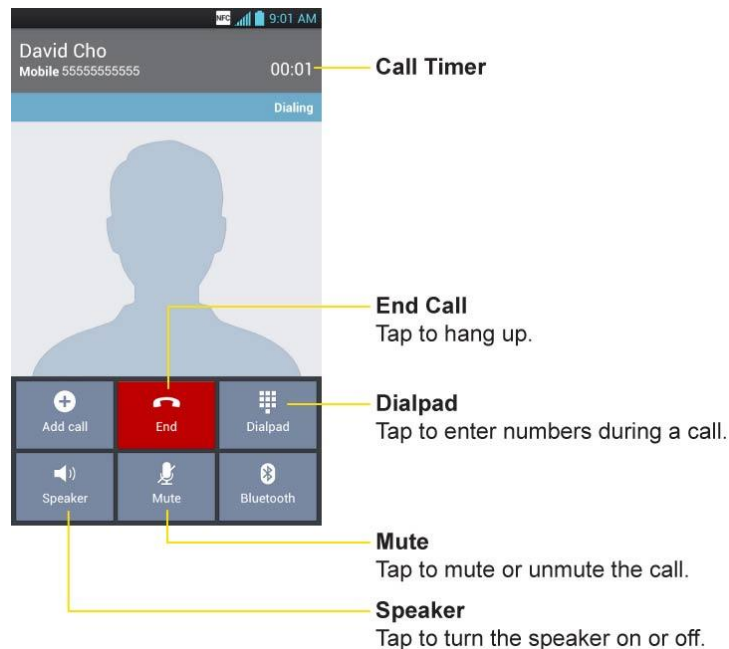 NFC 9:01 AM
David Cho
Mobile 55555555555
00:01
Call Timer
Dialing
End Call
Tap to hang up.
Add call
End
Dialpad
Dialpad
Tap to enter numbers during a call.
Speaker
Mute
Bluetooth
Mute
Tap to mute or unmute the call.
Speaker
Tap to turn the speaker on or off.